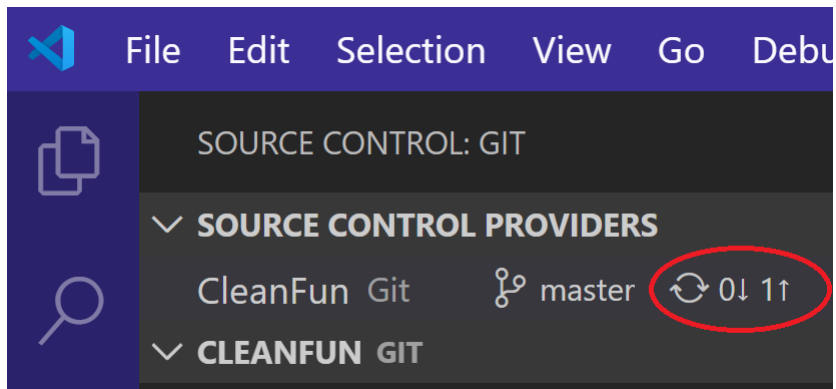 File Edit Selection View Go Debu
SOURCE CONTROL: GIT
SOURCE CONTROL PROVIDERS
CleanFun Git master 0↓ 1↑
CLEANFUN GIT